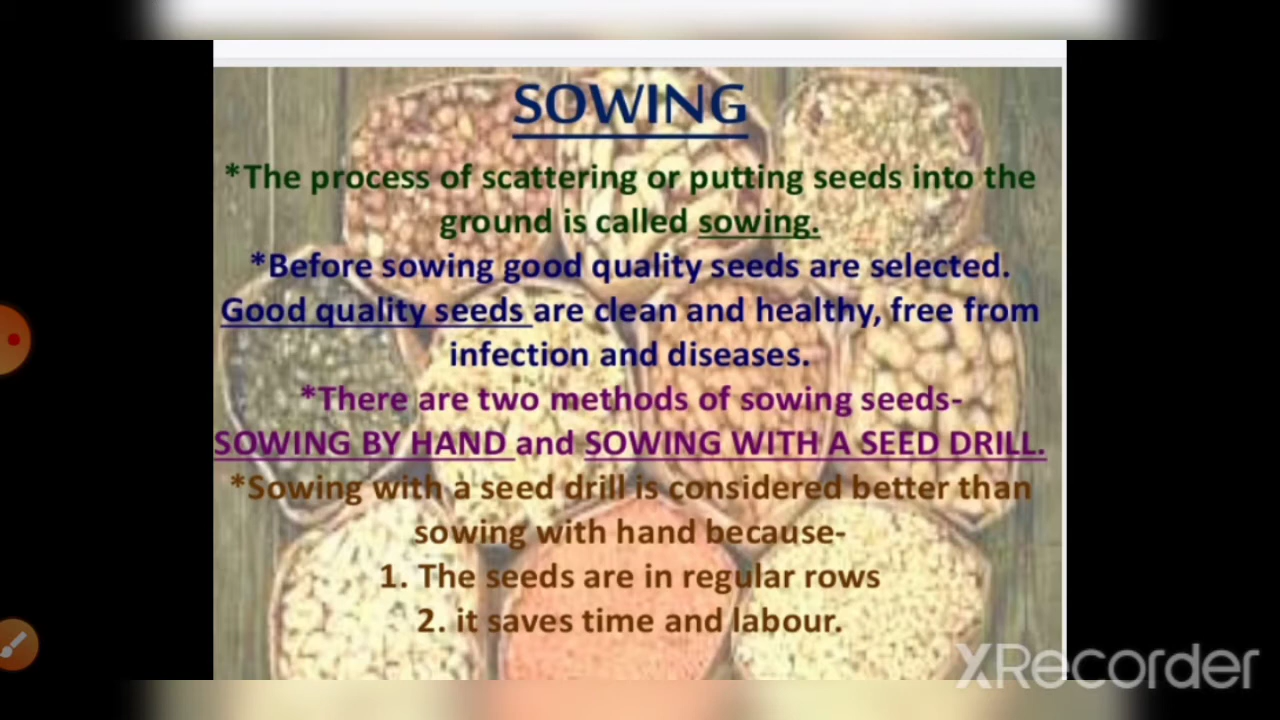 SOWING
*The process of scattering or putting seeds into the
ground is called sowing.
*Before sowing good quality seeds are selected.
Good quality seeds are clean and healthy, free from
infection and diseases.
*There are two methods of sowing seeds-
SOWING BY HAND and SOWING WITH A SEED DRILL.
*Sowing with a seed drill is considered better than
sowing with hand because-
1. The seeds are in regular rows
2. it saves time and labour.
XRecorder